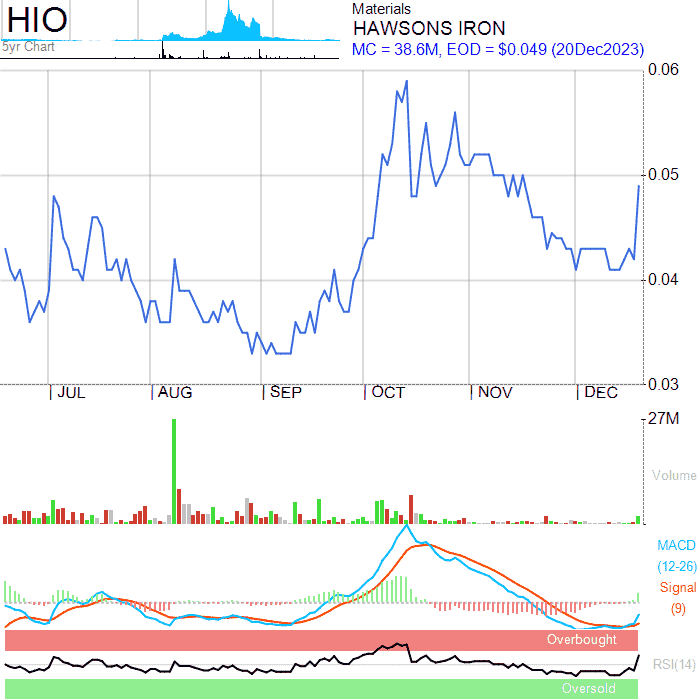 HIO
5yr Chart
Materials
HAWSONS IRON
MC = 38.6M, EOD = $0.049 (20Dec2023)
0.06
0.05
0.04
0.03
JUL AUG SEP OCT NOV DEC
27M
Volume
MACD
(12-26)
Signal
(9)
Overbought
RSI(14)
Oversold